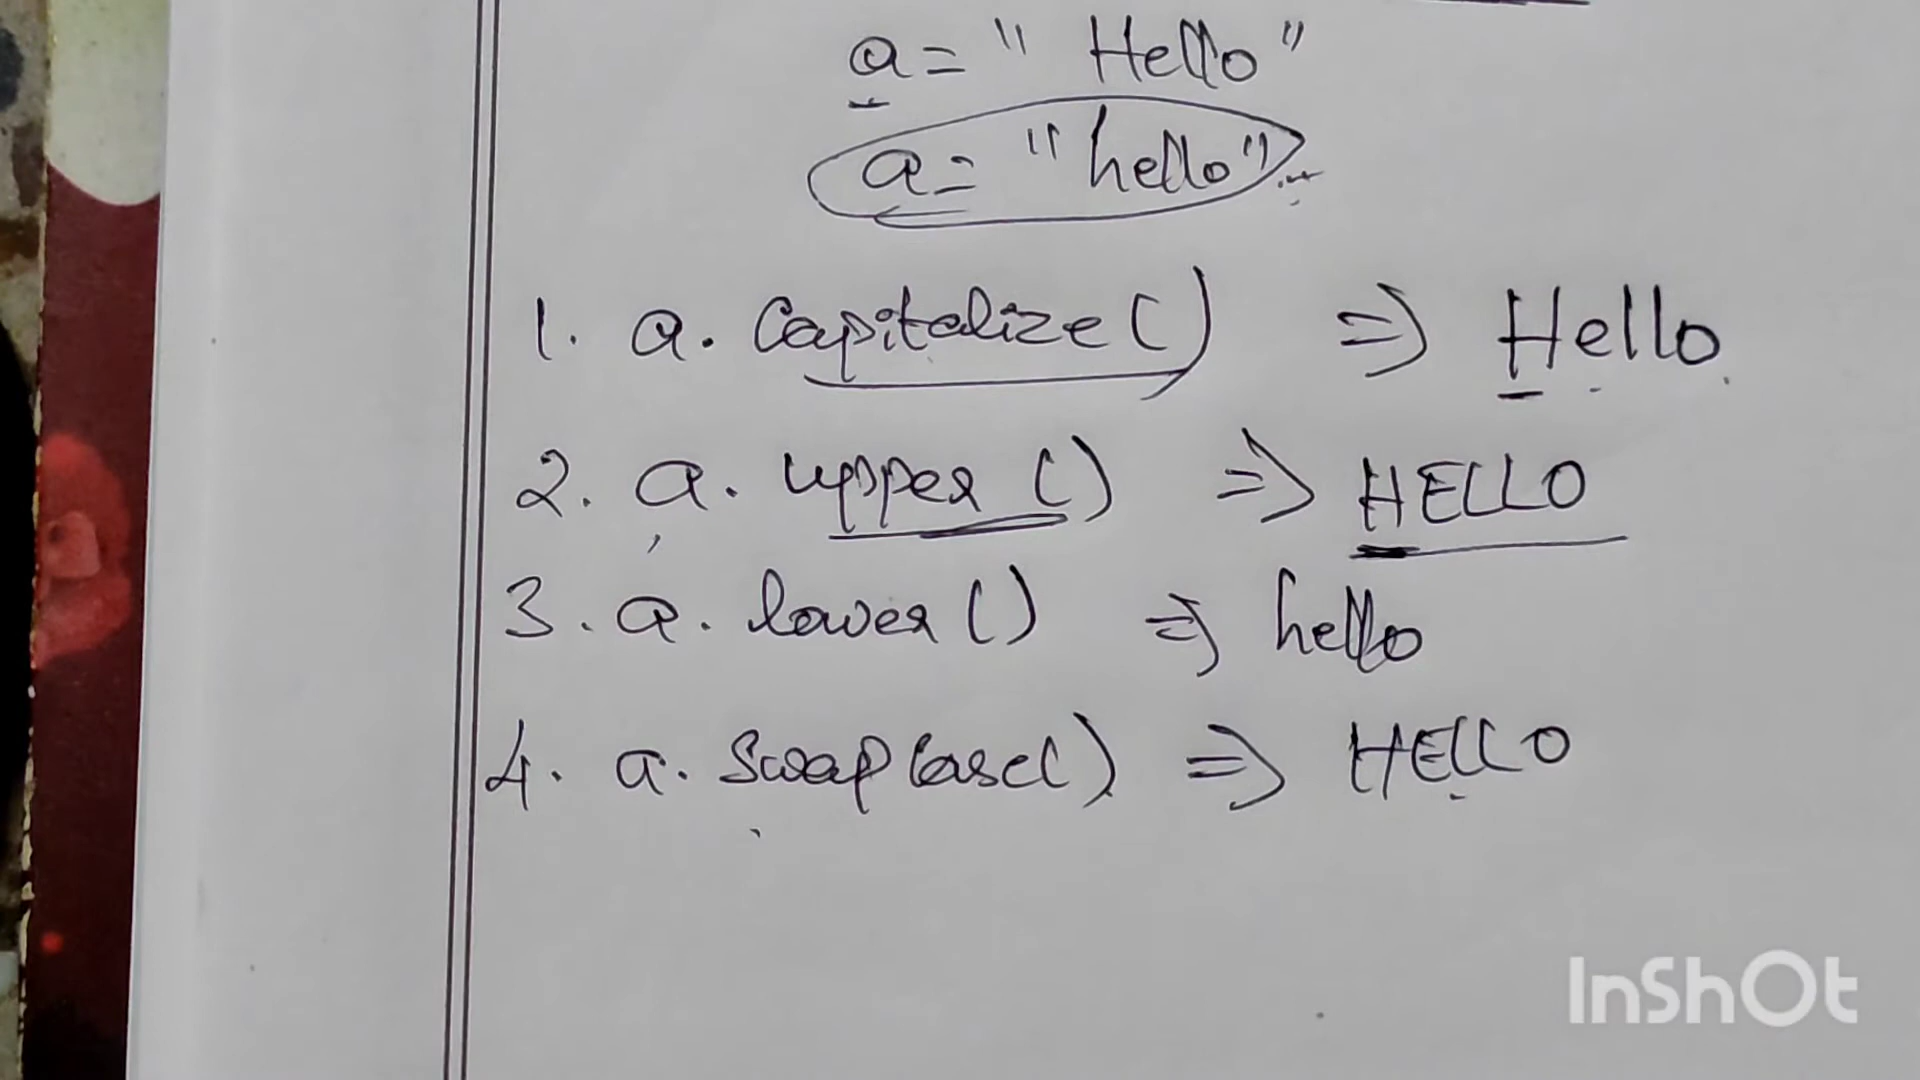 a = " Hello "
a = " hello ".
1. a. Capitalize ( ) => Hello.
2. a. upper ( ) => HELLO
3. a. lower ( ) => hello
4. a. SwapCase ( ) => HELLO
InShOt